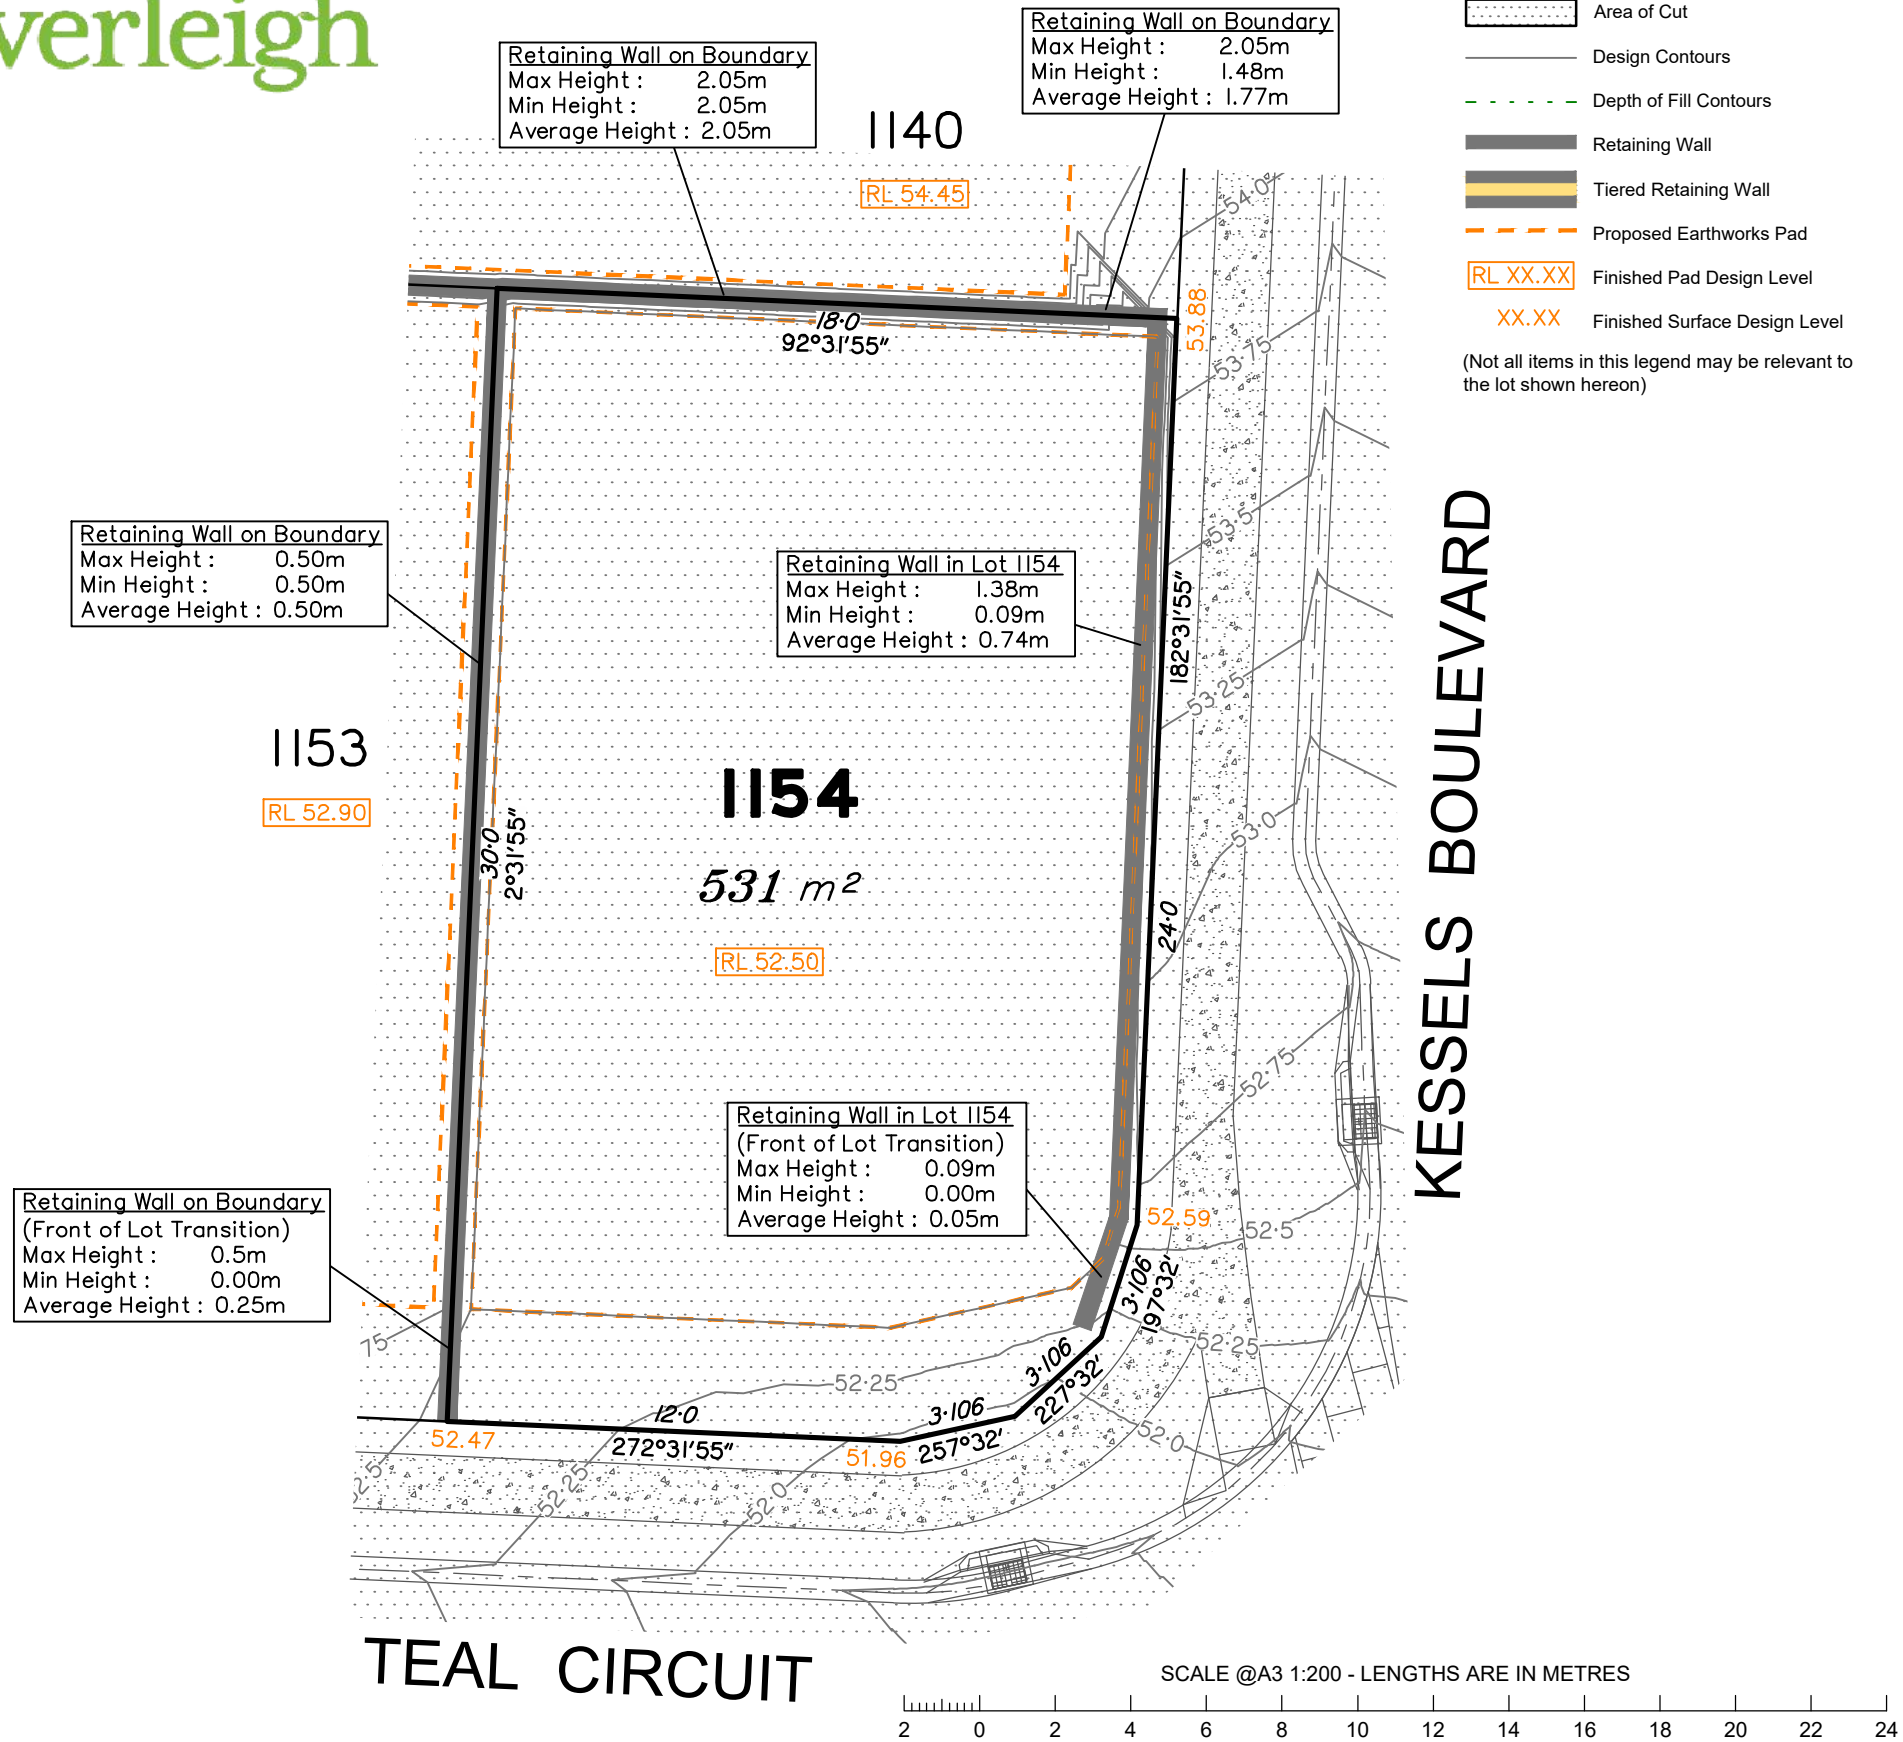 verleigh
Retaining Wall on Boundary
Max Height : 2.05m
Min Height : 2.05m
Average Height : 2.05m
1140
RL 54.45
Retaining Wall on Boundary
Max Height : 2.05m
Min Height : 1.48m
Average Height : 1.77m
Area of Cut
Design Contours
Depth of Fill Contours
Retaining Wall
Tiered Retaining Wall
Proposed Earthworks Pad
RL XX.XX Finished Pad Design Level
XX.XX Finished Surface Design Level
(Not all items in this legend may be relevant to
the lot shown hereon)
54·0
53.88
53·75
18·0
92°31'55"
53·5
Retaining Wall on Boundary
Max Height : 0.50m
Min Height : 0.50m
Average Height : 0.50m
Retaining Wall in Lot 1154
Max Height : 1.38m
Min Height : 0.09m
Average Height : 0.74m
182°31'55"
53·25
1153
RL 52.90
30·0
2°31'55"
1154
531 m²
RL 52.50
53·0
24·0
KESSELS BOULEVARD
52·75
Retaining Wall in Lot 1154
(Front of Lot Transition)
Max Height : 0.09m
Min Height : 0.00m
Average Height : 0.05m
Retaining Wall on Boundary
(Front of Lot Transition)
Max Height : 0.5m
Min Height : 0.00m
Average Height : 0.25m
52.59
52·5
3·106
197°32'
52·25
75
3·106
227°32'
52·25
12·0
272°31'55"
3·106
257°32'
52·0
52.47
51.96
2·5
52·25
52·0
TEAL CIRCUIT
SCALE @A3 1:200 - LENGTHS ARE IN METRES
2 0 2 4 6 8 10 12 14 16 18 20 22 24